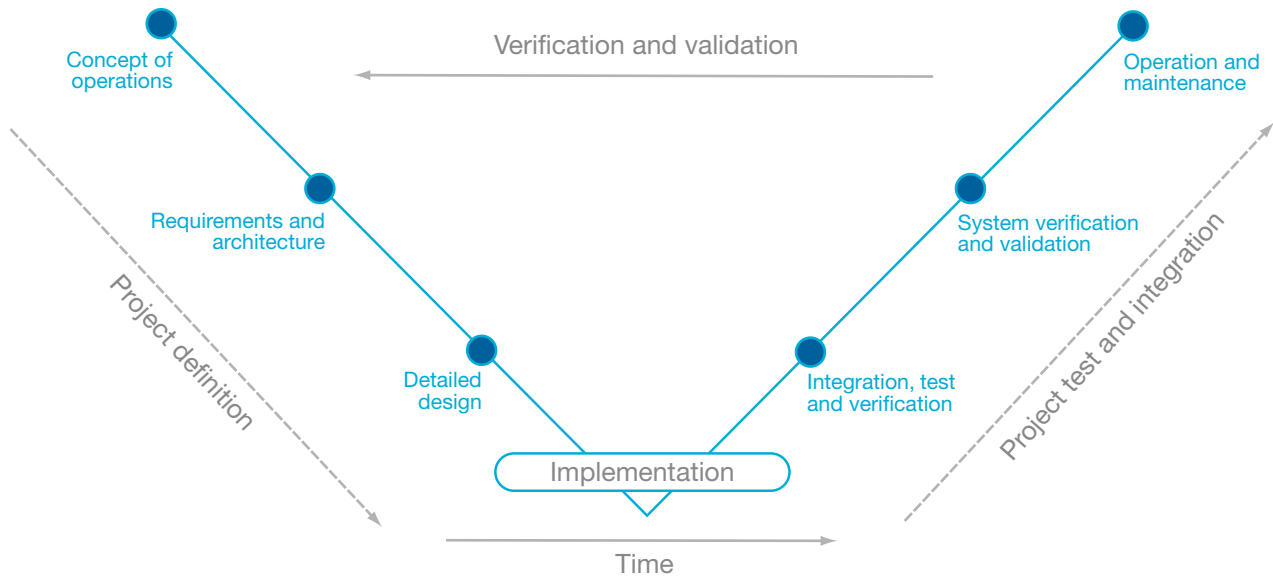 Verification and validation
Concept of
operations
Operation and
maintenance
Requirements and
architecture
System verification
and validation
Project definition
Project test and integration
Detailed
design
Integration, test
and verification
Implementation
Time